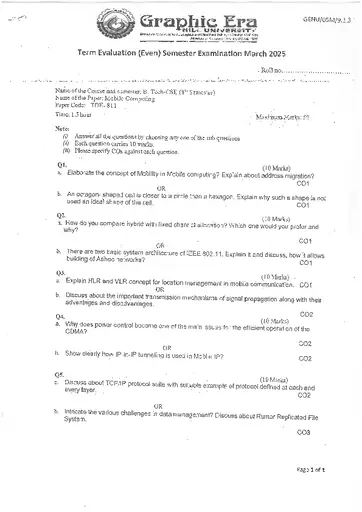 GEHU/USM/9.1.3
Graphic Era
HILL UNIVERSITY
Term Evaluation (Even) Semester Examination March 2025
Roll no.
Name of the Course and semester: B. Tech-CSE (8th Semester)
Name of the Paper: Mobile Computing
Paper Code: TOE- 811
Time: 1.5 hour
Maximum Marks: 50
Note:
(i) Answer all the questions by choosing any one of the sub questions
(ii) Each question carries 10 marks.
(iii) Please specify COs against each question.
Q1.
(10 Marks)
a. Elaborate the concept of Mobility in Mobile computing? Explain about address migration?
CO1
OR
b. An octagon- shaped cell is closer to a circle than a hexagon. Explain why such a shape is not
used an ideal shape of the cell.
CO1
Q2.
(10 Marks)
a. How do you compare hybrid with fixed channel allocation? Which one would you prefer and
why?
CO1
OR
b. There are two basic system architecture of IEEE 802.11. Explain it and discuss, how it allows
building of Adhoc networks?
CO1
Q3.
(10 Marks)
a. Explain HLR and VLR concept for location management in mobile communication.
CO1
OR
b. Discuss about the important transmission mechanisms of signal propagation along with their
advantages and disadvantages.
CO2
Q4.
(10 Marks)
a. Why does power control become one of the main issues for the efficient operation of the
CDMA?
CO2
OR
b. Show clearly how IP-in-IP tunneling is used in Mobile IP?
CO2
Q5.
(10 Marks)
a. Discuss about TCP/IP protocol suite with suitable example of protocol defined at each and
every layer.
CO2
OR
b. Intricate the various challenges in data management? Discuss about Rumor Replicated File
System.
CO3
Page 1 of 1